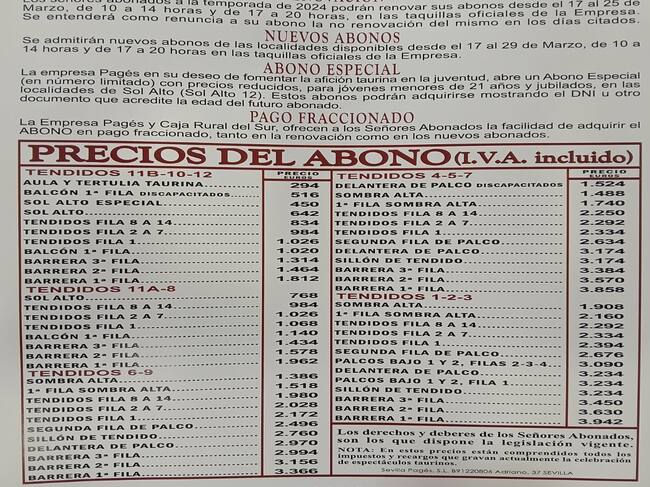 Los señores abonados a la temporada de 2024 podrán renovar sus abonos desde el 17 al 25 de
Marzo, de 10 a 14 horas y de 17 a 20 horas, en las taquillas oficiales de la Empresa.
Se entenderá como renuncia a su abono la no renovación del mismo en los días citados.
NUEVOS ABONOS
Se admitirán nuevos abonos de las localidades disponibles desde el 17 al 29 de Marzo, de 10 a
14 horas y de 17 a 20 horas en las taquillas oficiales de la Empresa.
ABONO ESPECIAL
La empresa Pagés en su deseo de fomentar la afición taurina en la juventud, abre un Abono Especial
(en número limitado) con precios reducidos, para jóvenes menores de 21 años y jubilados, en las
localidades de Sol Alto (Sol Alto 12). Estos abonos podrán adquirirse mostrando el DNI u otro
documento que acredite la edad del futuro abonado.
PAGO FRACCIONADO
La Empresa Pagés y Caja Rural del Sur, ofrecen a los Señores Abonados la facilidad de adquirir el
ABONO en pago fraccionado, tanto en la renovación como en los nuevos abonados.
PRECIOS DEL ABONO (I.V.A. incluido)
TENDIDOS 11B-10-12 PRECIO EUROS
AULA Y TERTULIA TAURINA 294
BALCÓN 1ª FILA DISCAPACITADOS 516
SOL ALTO ESPECIAL 450
SOL ALTO 642
TENDIDOS FILA 8 A 14 834
TENDIDOS FILA 2 A 7 984
TENDIDOS FILA 1 1.026
BALCÓN 1ª FILA 1.020
BARRERA 3ª FILA 1.314
BARRERA 2ª FILA 1.464
BARRERA 1ª FILA 1.812
TENDIDOS 11A-8
SOL ALTO 768
TENDIDOS FILA 8 A 14 984
TENDIDOS FILA 2 A 7 1.026
TENDIDOS FILA 1 1.068
BALCÓN 1ª FILA 1.140
BARRERA 3ª FILA 1.434
BARRERA 2ª FILA 1.578
BARRERA 1ª FILA 1.962
TENDIDOS 6-9
SOMBRA ALTA 1.386
1ª FILA SOMBRA ALTA 1.518
TENDIDOS FILA 8 A 14 1.980
TENDIDOS FILA 2 A 7 2.028
TENDIDOS FILA 1 2.172
SEGUNDA FILA DE PALCO 2.496
SILLÓN DE TENDIDO 2.760
DELANTERA DE PALCO 2.970
BARRERA 3ª FILA 2.994
BARRERA 2ª FILA 3.156
BARRERA 1ª FILA 3.366
TENDIDOS 4-5-7 PRECIO EUROS
DELANTERA DE PALCO DISCAPACITADOS 1.524
SOMBRA ALTA 1.488
1ª FILA SOMBRA ALTA 1.740
TENDIDOS FILA 8 A 14 2.250
TENDIDOS FILA 2 A 7 2.292
TENDIDOS FILA 1 2.334
SEGUNDA FILA DE PALCO 2.634
DELANTERA DE PALCO 3.174
SILLÓN DE TENDIDO 3.174
BARRERA 3ª FILA 3.384
BARRERA 2ª FILA 3.570
BARRERA 1ª FILA 3.858
TENDIDOS 1-2-3
SOMBRA ALTA 1.908
1ª FILA SOMBRA ALTA 2.160
TENDIDOS FILA 8 A 14 2.292
TENDIDOS FILA 2 A 7 2.334
TENDIDOS FILA 1 2.394
SEGUNDA FILA DE PALCO 2.676
PALCOS BAJO 1 Y 2, FILAS 2-3-4 3.090
DELANTERA DE PALCO 3.234
PALCOS BAJO 1 Y 2, FILA 1 3.234
SILLÓN DE TENDIDO 3.234
BARRERA 3ª FILA 3.450
BARRERA 2ª FILA 3.630
BARRERA 1ª FILA 3.942
Los derechos y deberes de los Señores Abonados,
son los que dispone la legislación vigente.
NOTA: En estos precios están comprendidos todos los
impuestos y recargos que gravan actualmente la celebración
de espectáculos taurinos.
Sevilla Pagés, S.L. B91220806 Adriano, 37 SEVILLA